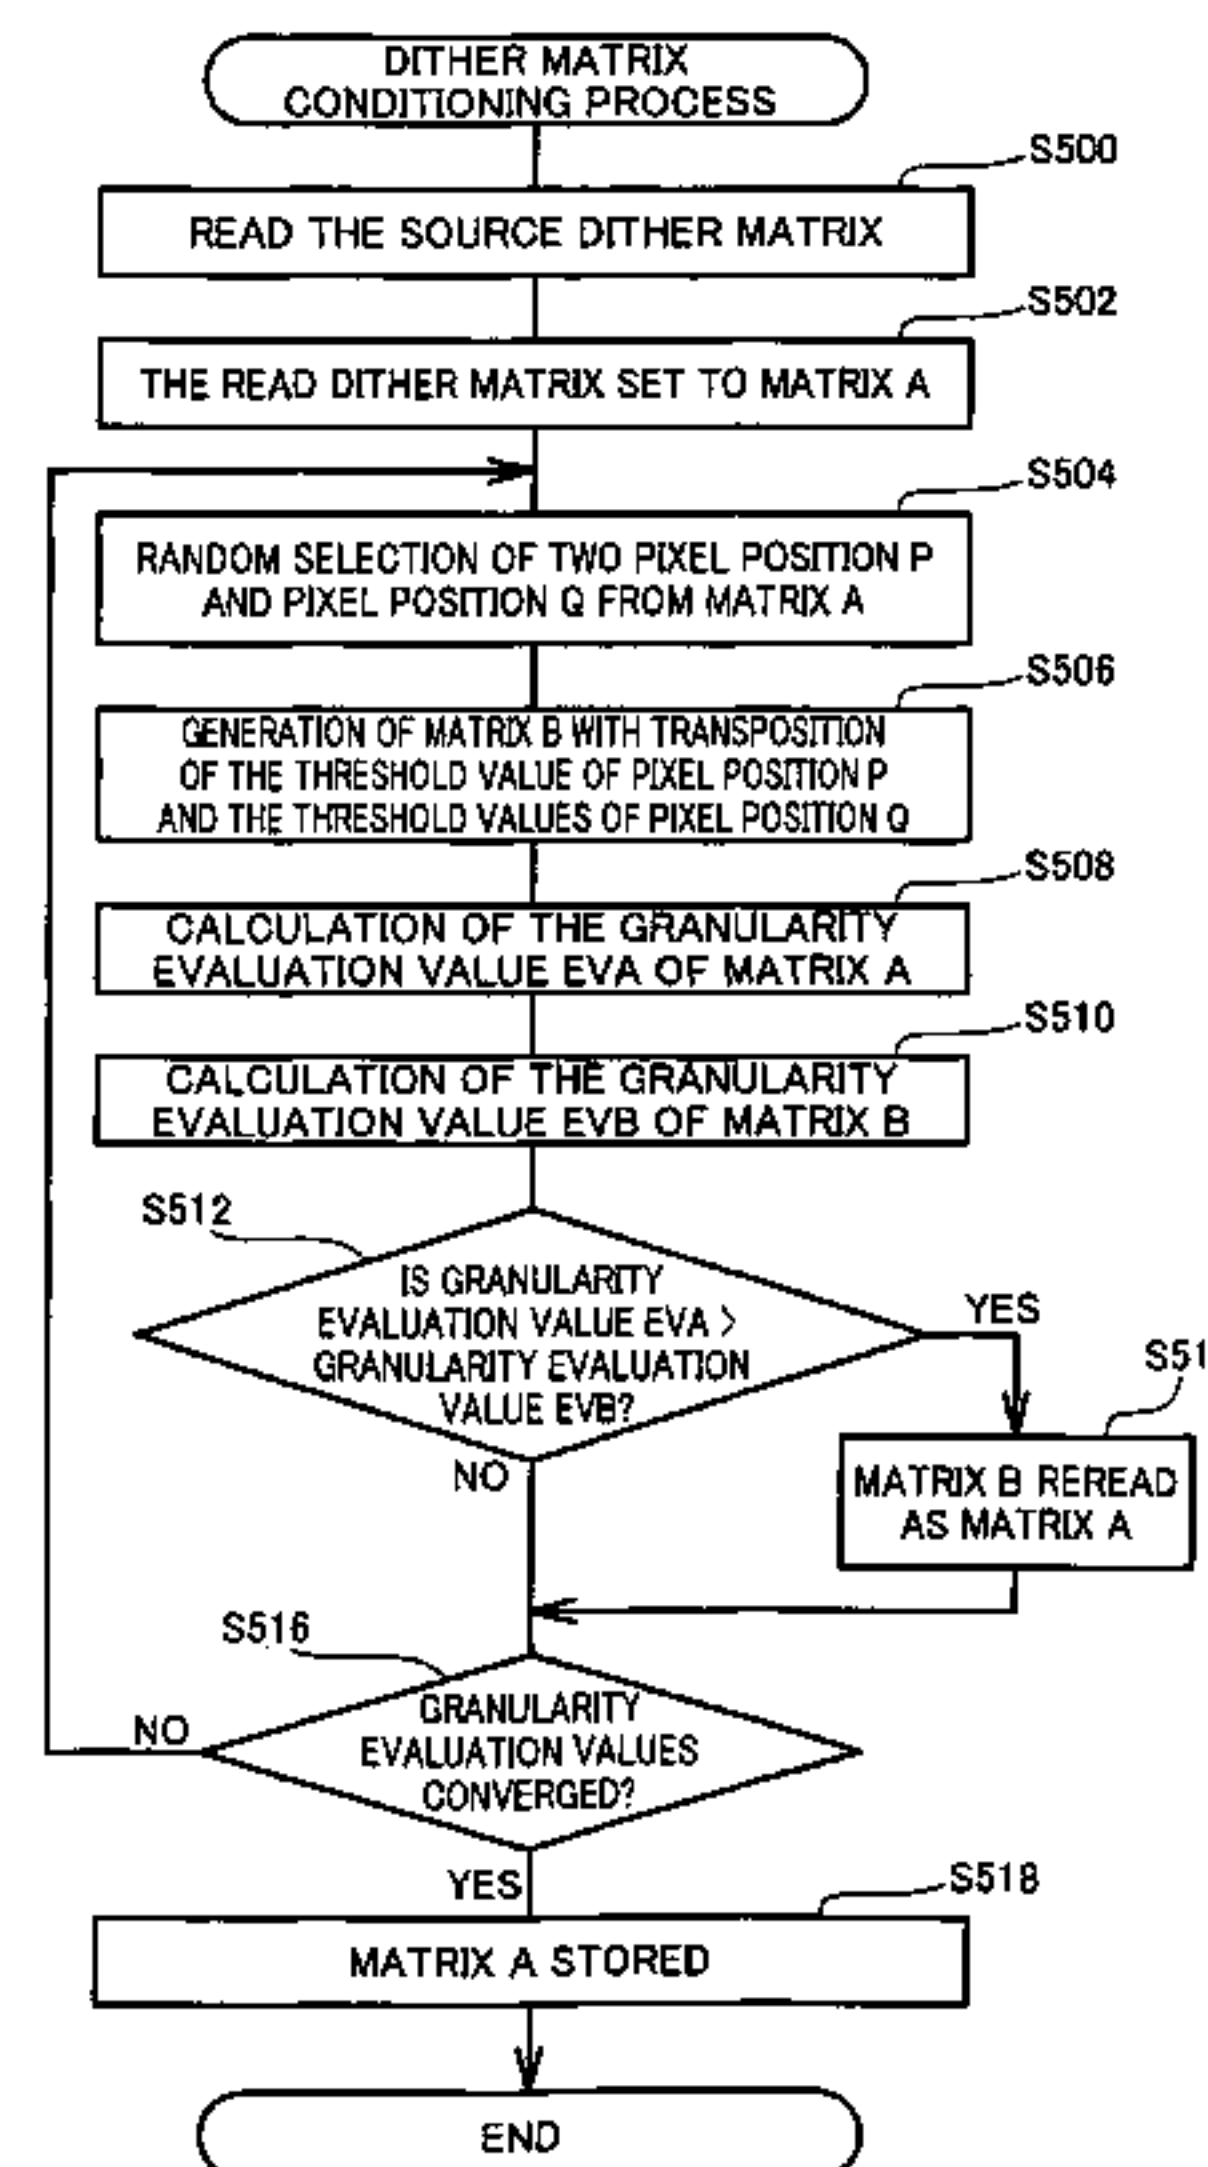 DITHER MATRIX
CONDITIONING PROCESS
S500
READ THE SOURCE DITHER MATRIX
S502
THE READ DITHER MATRIX SET TO MATRIX A
S504
RANDOM SELECTION OF TWO PIXEL POSITION P
AND PIXEL POSITION Q FROM MATRIX A
S506
GENERATION OF MATRIX B WITH TRANSPOSITION
OF THE THRESHOLD VALUE OF PIXEL POSITION P
AND THE THRESHOLD VALUES OF PIXEL POSITION Q
S508
CALCULATION OF THE GRANULARITY
EVALUATION VALUE EVA OF MATRIX A
S510
CALCULATION OF THE GRANULARITY
EVALUATION VALUE EVB OF MATRIX B
S512
IS GRANULARITY
EVALUATION VALUE EVA >
GRANULARITY EVALUATION
VALUE EVB?
YES
S51
MATRIX B REREAD
AS MATRIX A
NO
S516
GRANULARITY
EVALUATION VALUES
CONVERGED?
NO
YES
S518
MATRIX A STORED
END